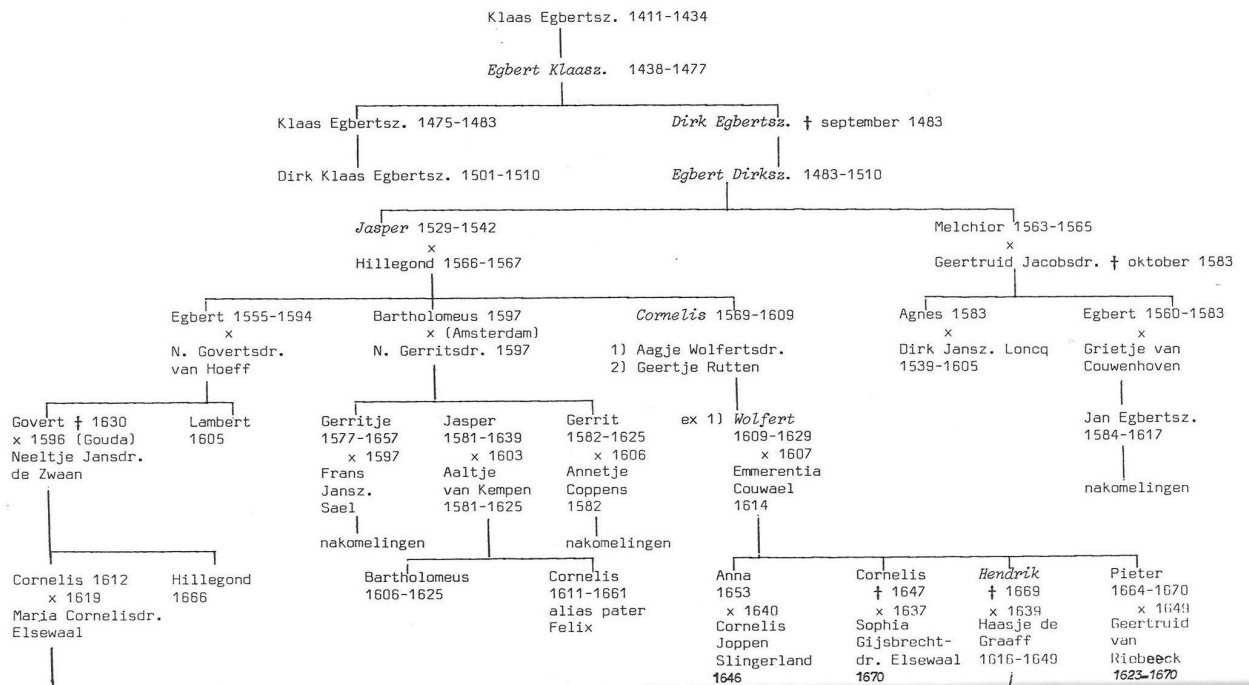 Klaas Egbertsz. 1411-1434
Egbert Klaasz. 1438-1477
Klaas Egbertsz. 1475-1483
Dirk Egbertsz. † september 1483
Dirk Klaas Egbertsz. 1501-1510
Egbert Dirksz. 1483-1510
Jasper 1529-1542
x
Hillegond 1566-1567
Melchior 1563-1565
x
Geertruid Jacobsdr. † oktober 1583
Egbert 1555-1594
x
N. Govertsdr.
van Hoeff
Bartholomeus 1597
x (Amsterdam)
N. Gerritsdr. 1597
Cornelis 1569-1609
1) Aagje Wolfertsdr.
2) Geertje Rutten
Agnes 1583
x
Dirk Jansz. Loncq
1539-1605
Egbert 1560-1583
x
Grietje van
Couwenhoven
Govert † 1630
x 1596 (Gouda)
Neeltje Jansdr.
de Zwaan
Lambert
1605
Gerritje
1577-1657
x 1597
Frans
Jansz.
Sael
nakomelingen
Jasper
1581-1639
x 1603
Aaltje
van Kempen
1581-1625
Gerrit
1582-1625
x 1606
Annetje
Coppens
1582
nakomelingen
ex 1) Wolfert
1609-1629
x 1607
Emmerentia
Couwael
1614
Jan Egbertsz.
1584-1617
nakomelingen
Cornelis 1612
x 1619
Maria Cornelisdr.
Elsewaal
Hillegond
1666
Bartholomeus
1606-1625
Cornelis
1611-1661
alias pater
Felix
Anna
1653
x 1640
Cornelis
Joppen
Slingerland
1646
Cornelis
† 1647
x 1637
Sophia
Gijsbrecht-
dr. Elsewaal
1670
Hendrik
† 1669
x 1639
Haasje de
Graaff
1616-1649
Pieter
1664-1670
x 1649
Geertruid
van
Riebeeck
1623-1670